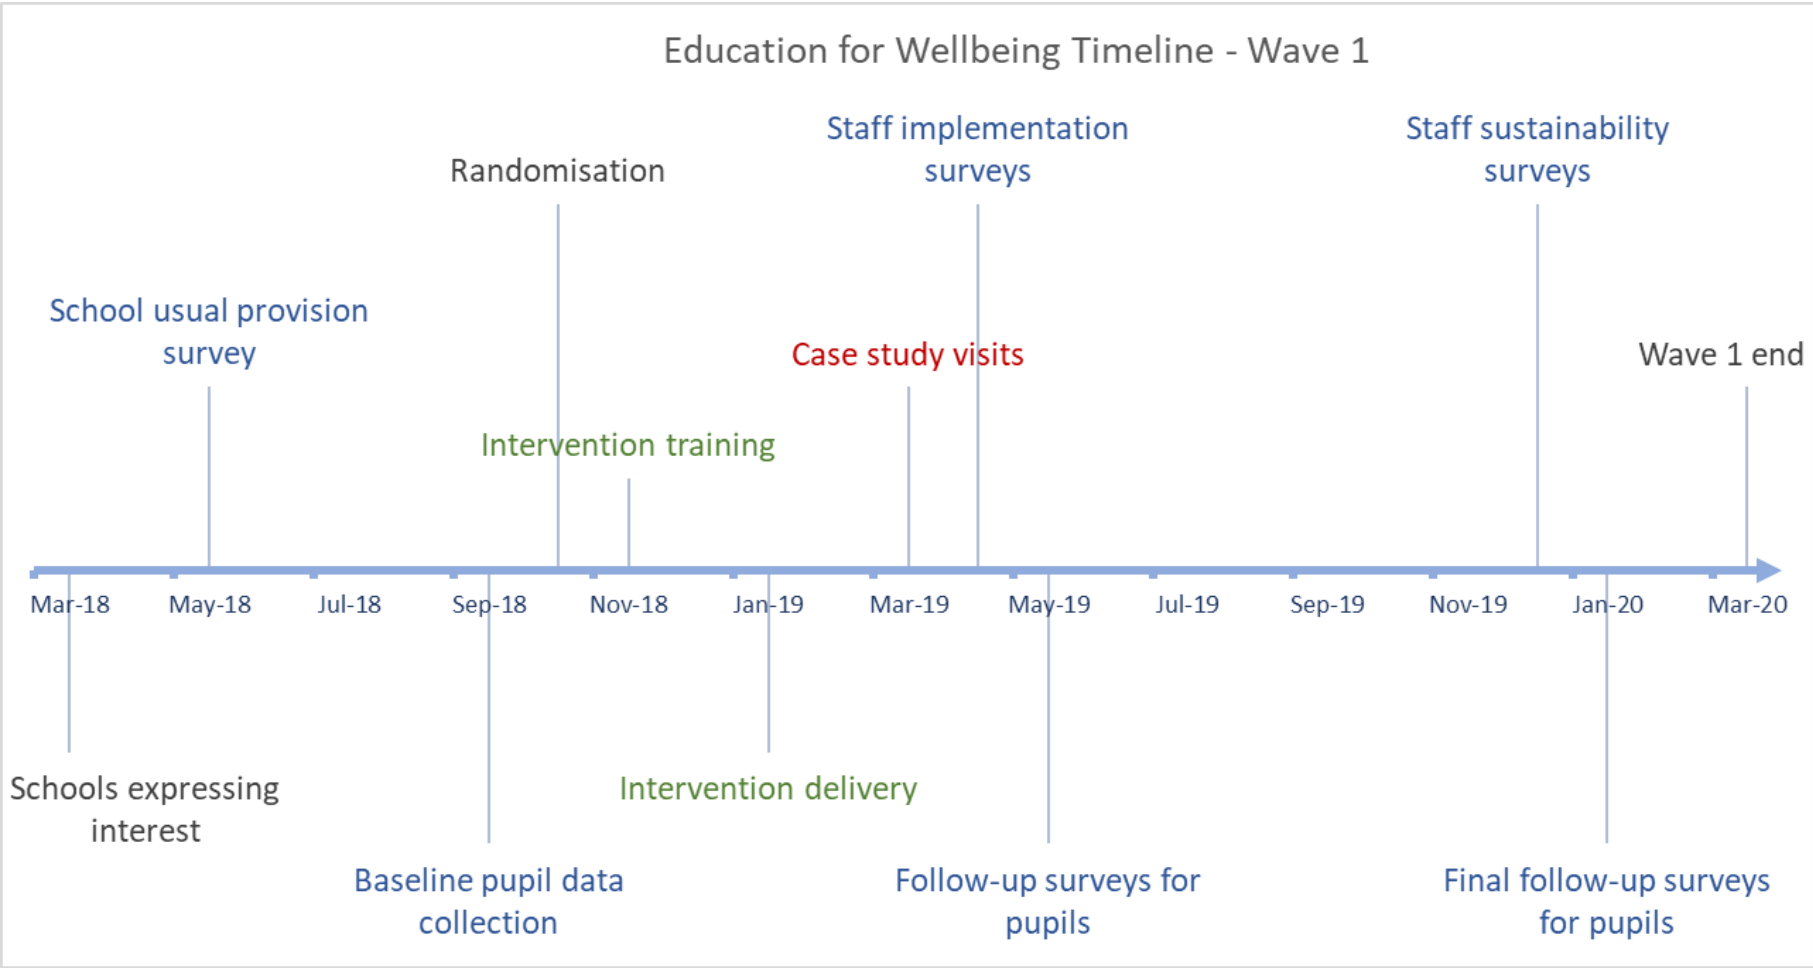 Education for Wellbeing Timeline - Wave 1
Staff implementation
surveys
Staff sustainability
surveys
Randomisation
School usual provision
survey
Case study visits
Wave 1 end
Intervention training
Mar-18 May-18 Jul-18 Sep-18 Nov-18 Jan-19 Mar-19 May-19 Jul-19 Sep-19 Nov-19 Jan-20 Mar-20
Schools expressing
interest
Intervention delivery
Baseline pupil data
collection
Follow-up surveys for
pupils
Final follow-up surveys
for pupils